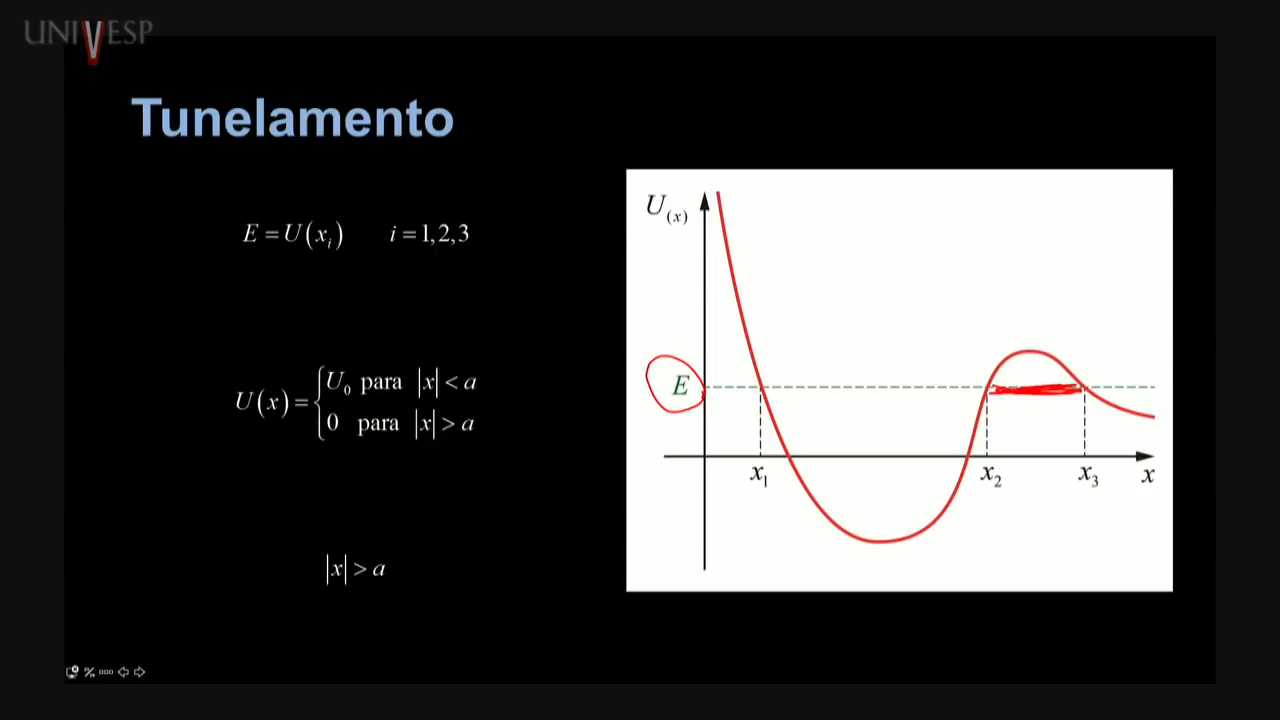 UNIVESP
Tunelamento
E = U(x_i)  i = 1,2,3
U(x) = { U_0 para |x| < a
0 para |x| > a
|x| > a
U_(x)
E
x_1 x_2 x_3 x